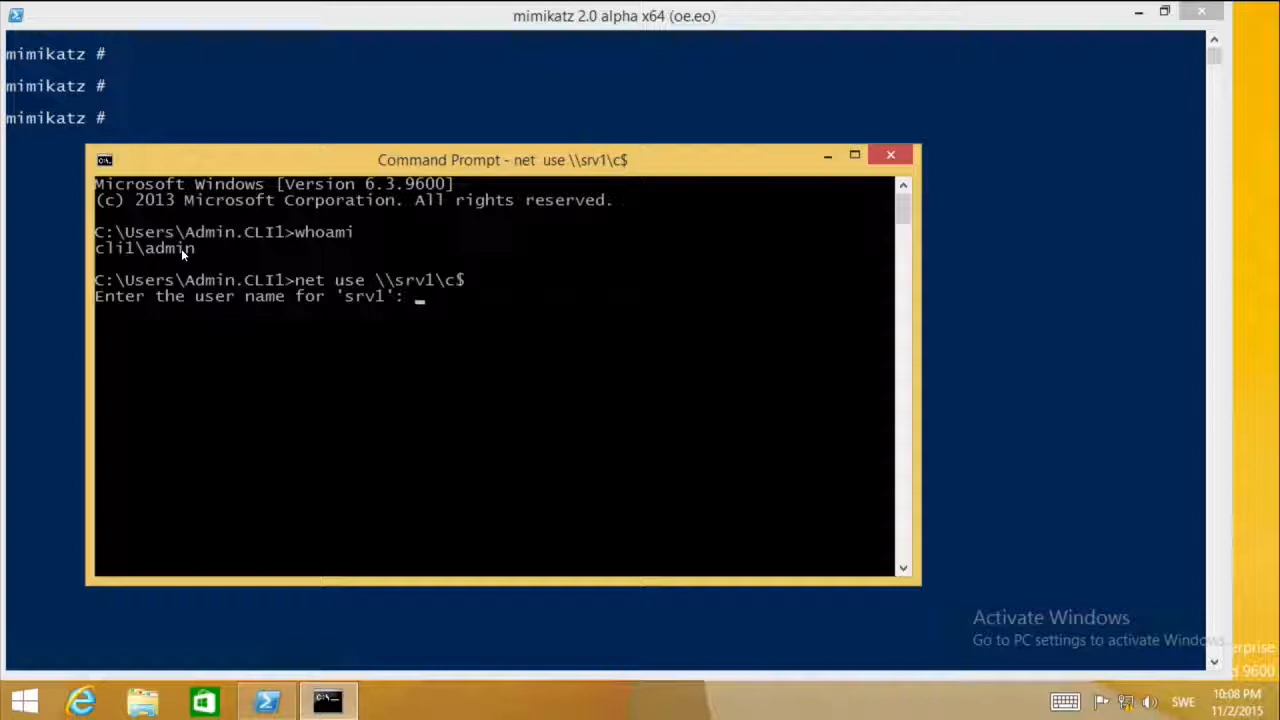 mimikatz 2.0 alpha x64 (oe.eo)
mimikatz #
mimikatz #
mimikatz #
Command Prompt - net  use \\srv1\c$
Microsoft Windows [Version 6.3.9600]
(c) 2013 Microsoft Corporation. All rights reserved.
C:\Users\Admin.CLI1>whoami
cli1\admin
C:\Users\Admin.CLI1>net use \\srv1\c$
Enter the user name for 'srv1': _
Activate Windows
Go to PC settings to activate Windows.
erprise
9600
SWE
10:08 PM
11/2/2015